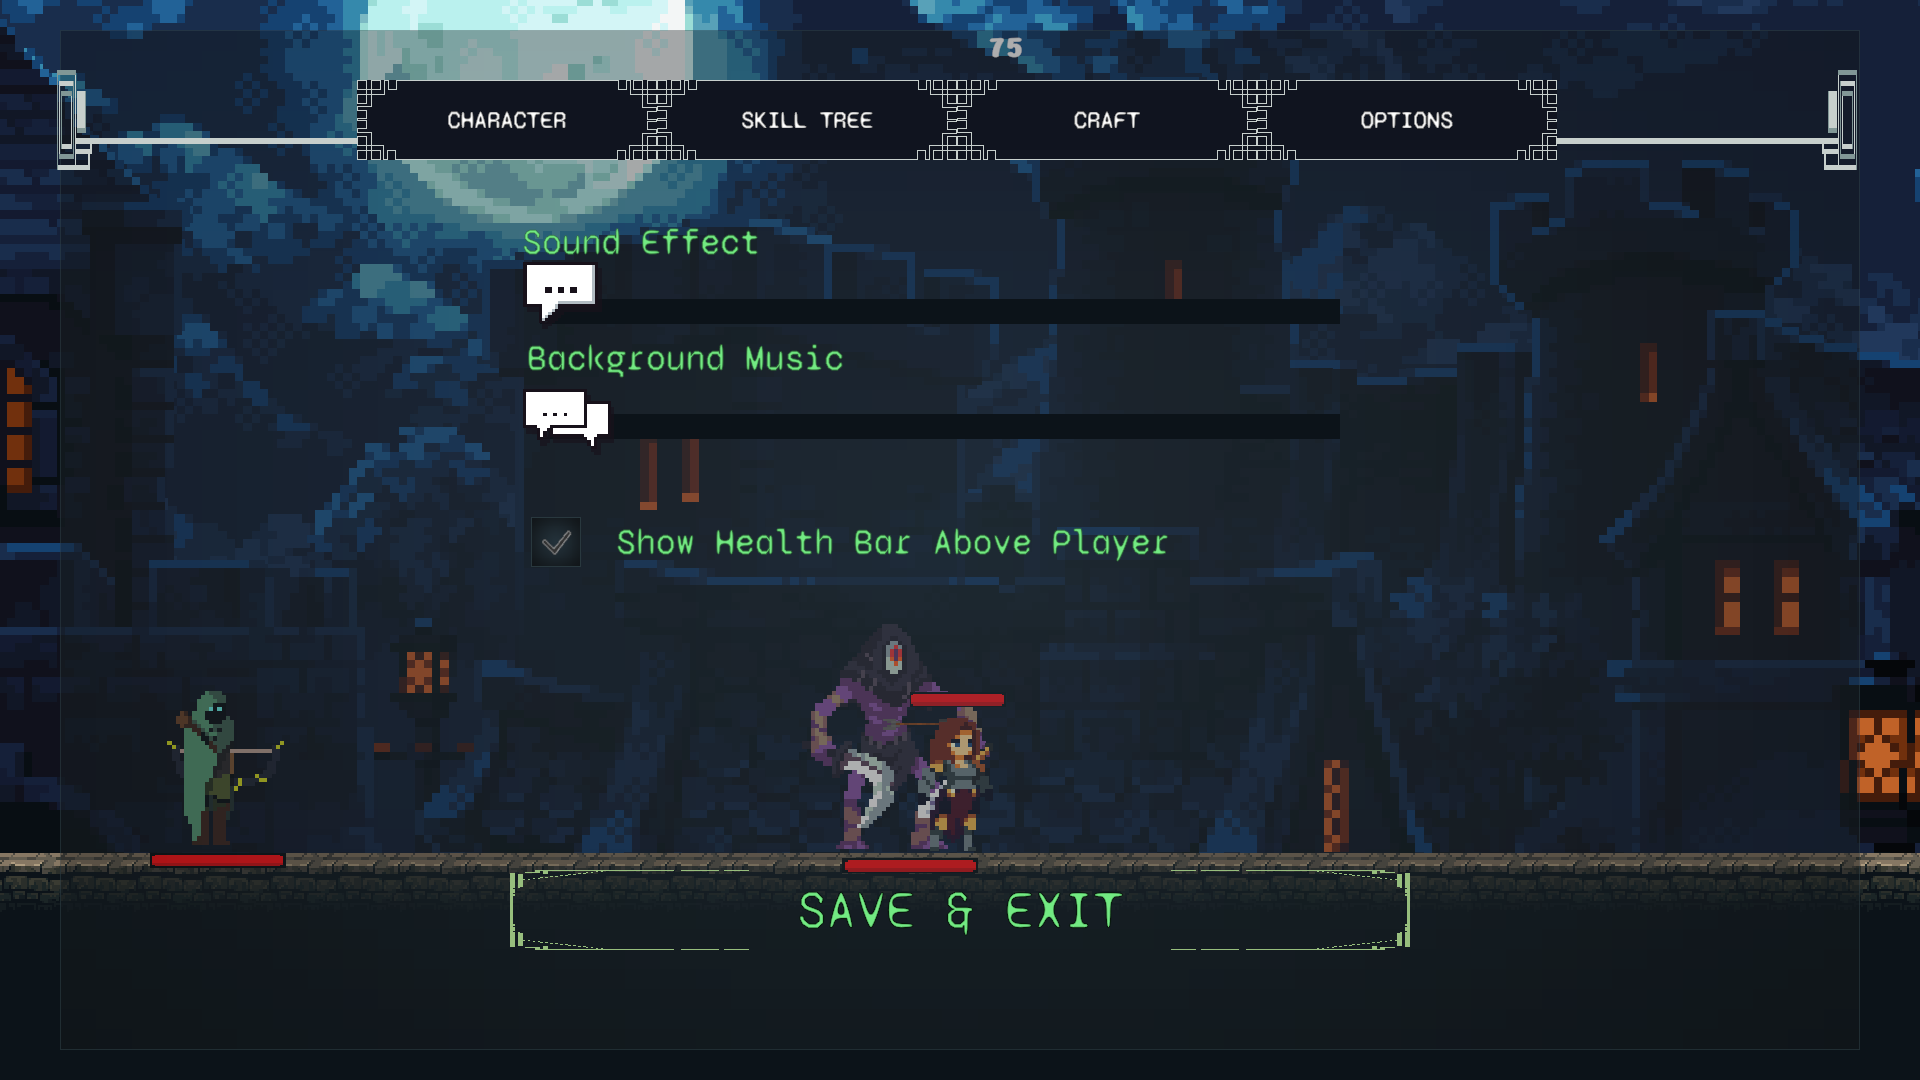 75
CHARACTER
SKILL TREE
CRAFT
OPTIONS
Sound Effect
Background Music
Show Health Bar Above Player
SAVE & EXIT